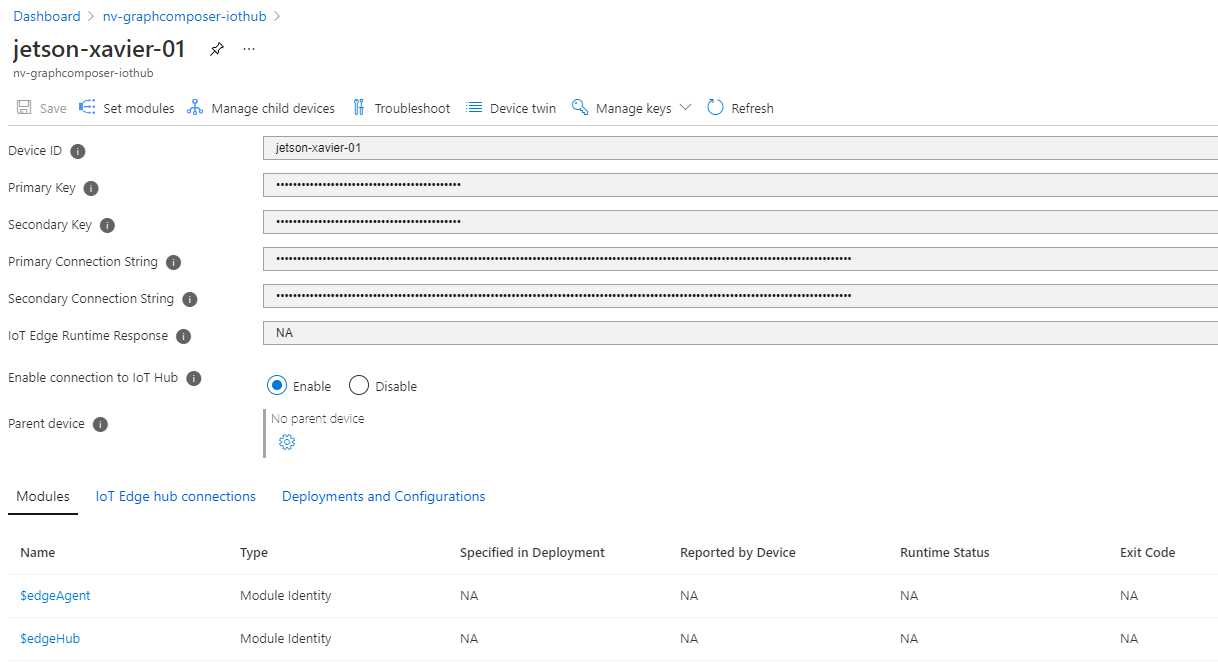 Dashboard > nv-graphcomposer-iothub >
jetson-xavier-01 ...
nv-graphcomposer-iothub
Save Set modules Manage child devices Troubleshoot Device twin Manage keys Refresh
Device ID jetson-xavier-01
Primary Key ••••••••••••••••••••••••••••••••••••••••••••
Secondary Key ••••••••••••••••••••••••••••••••••••••••••••
Primary Connection String
Secondary Connection String
IoT Edge Runtime Response NA
Enable connection to IoT Hub Enable Disable
Parent device No parent device
Modules IoT Edge hub connections Deployments and Configurations
Name Type Specified in Deployment Reported by Device Runtime Status Exit Code
$edgeAgent Module Identity NA NA NA NA
$edgeHub Module Identity NA NA NA NA